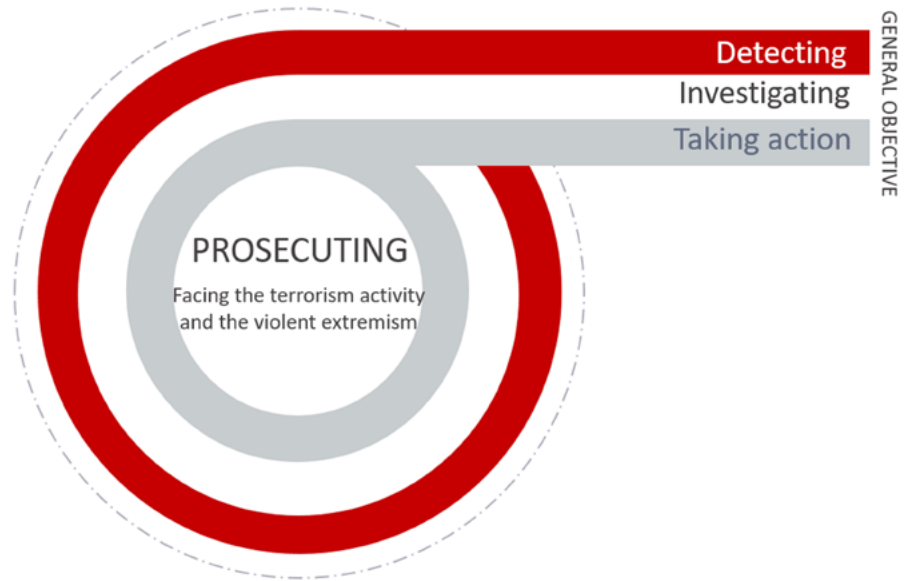 Detecting
Investigating
Taking action
GENERAL OBJECTIVE
PROSECUTING
Facing the terrorism activity
and the violent extremism